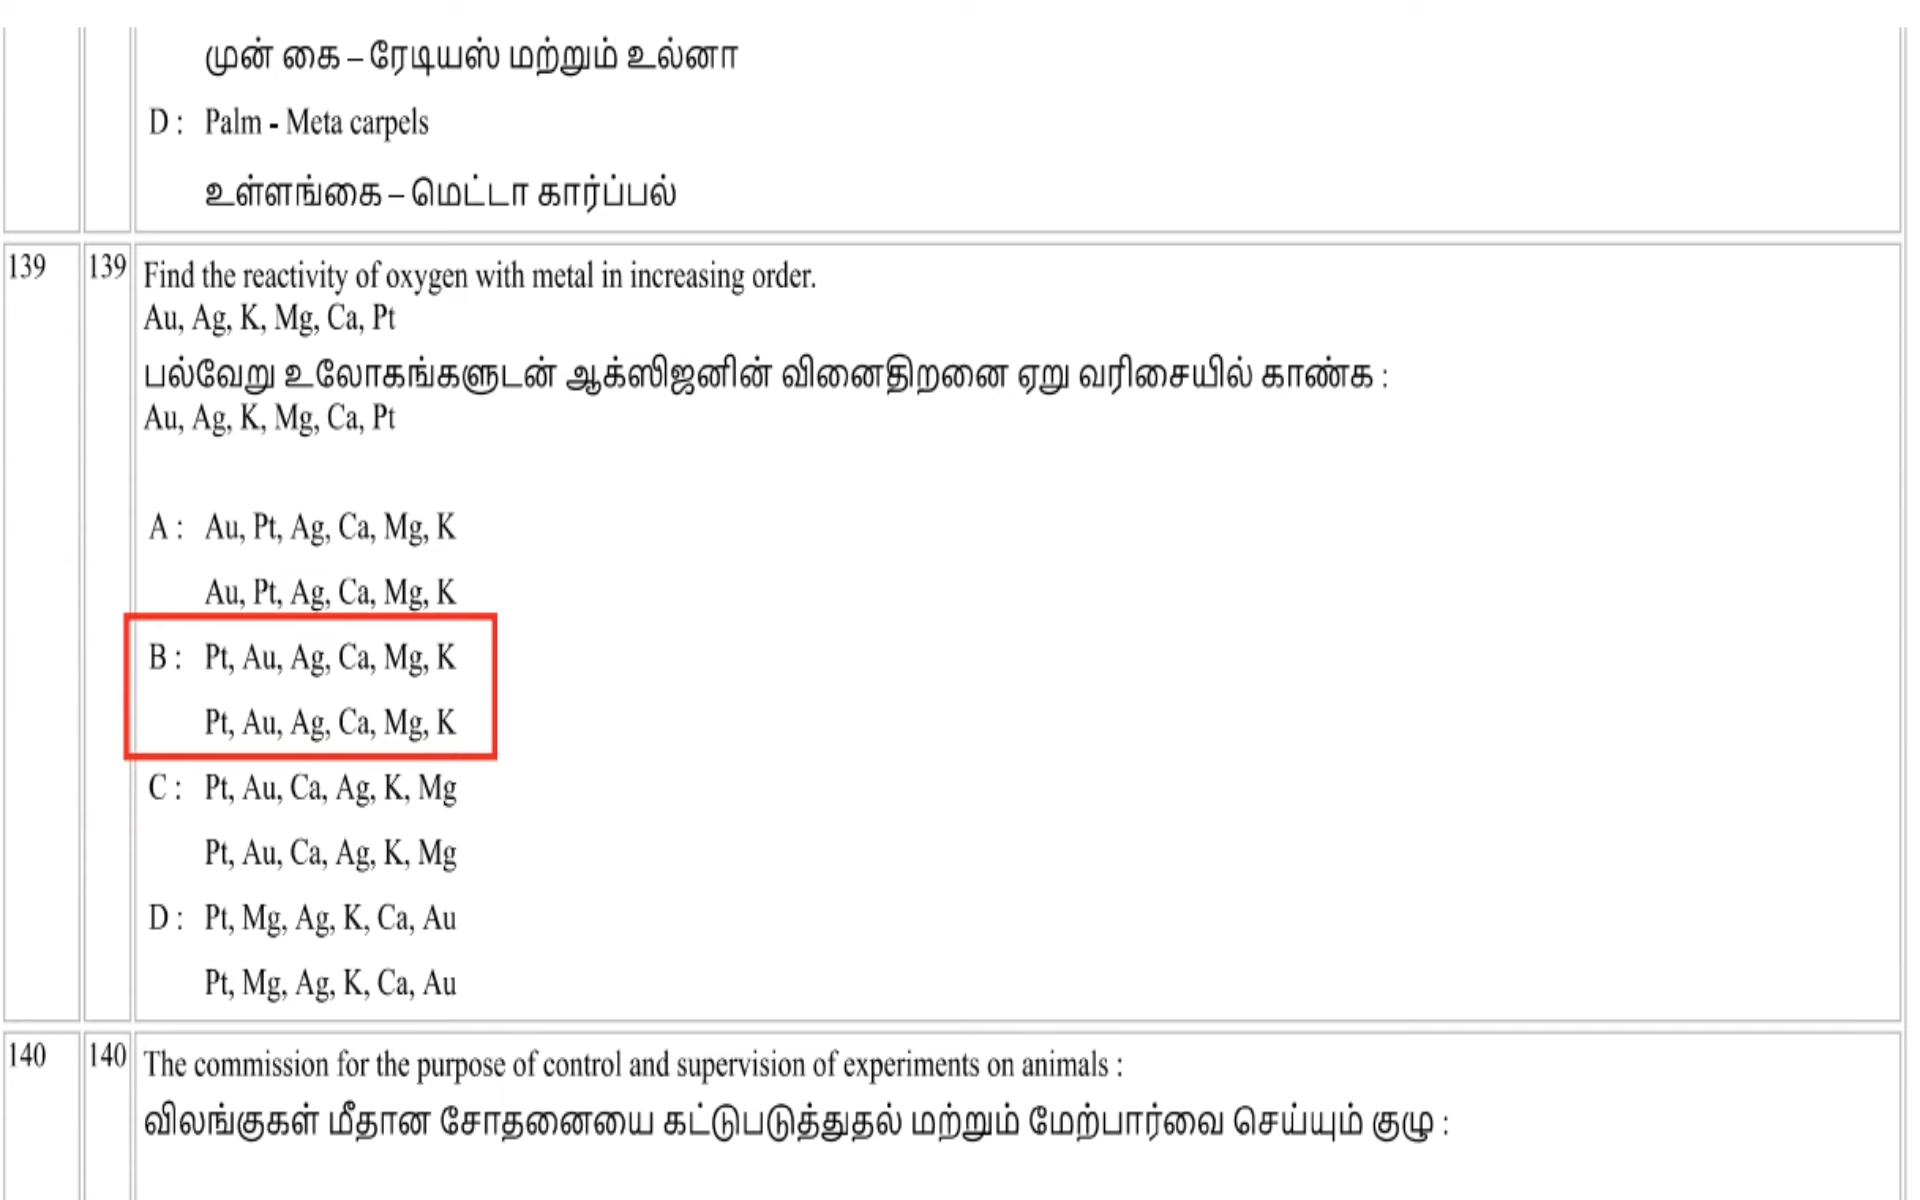 முன் கை – ரேடியஸ் மற்றும் உல்னா
D : Palm - Meta carpels
உள்ளங்கை – மெட்டா கார்ப்பல்
139 139 Find the reactivity of oxygen with metal in increasing order.
Au, Ag, K, Mg, Ca, Pt
பல்வேறு உலோகங்களுடன் ஆக்ஸிஜனின் வினைதிறனை ஏறு வரிசையில் காண்க :
Au, Ag, K, Mg, Ca, Pt
A : Au, Pt, Ag, Ca, Mg, K
Au, Pt, Ag, Ca, Mg, K
B : Pt, Au, Ag, Ca, Mg, K
Pt, Au, Ag, Ca, Mg, K
C : Pt, Au, Ca, Ag, K, Mg
Pt, Au, Ca, Ag, K, Mg
D : Pt, Mg, Ag, K, Ca, Au
Pt, Mg, Ag, K, Ca, Au
140 140 The commission for the purpose of control and supervision of experiments on animals :
விலங்குகள் மீதான சோதனையை கட்டுபடுத்துதல் மற்றும் மேற்பார்வை செய்யும் குழு :